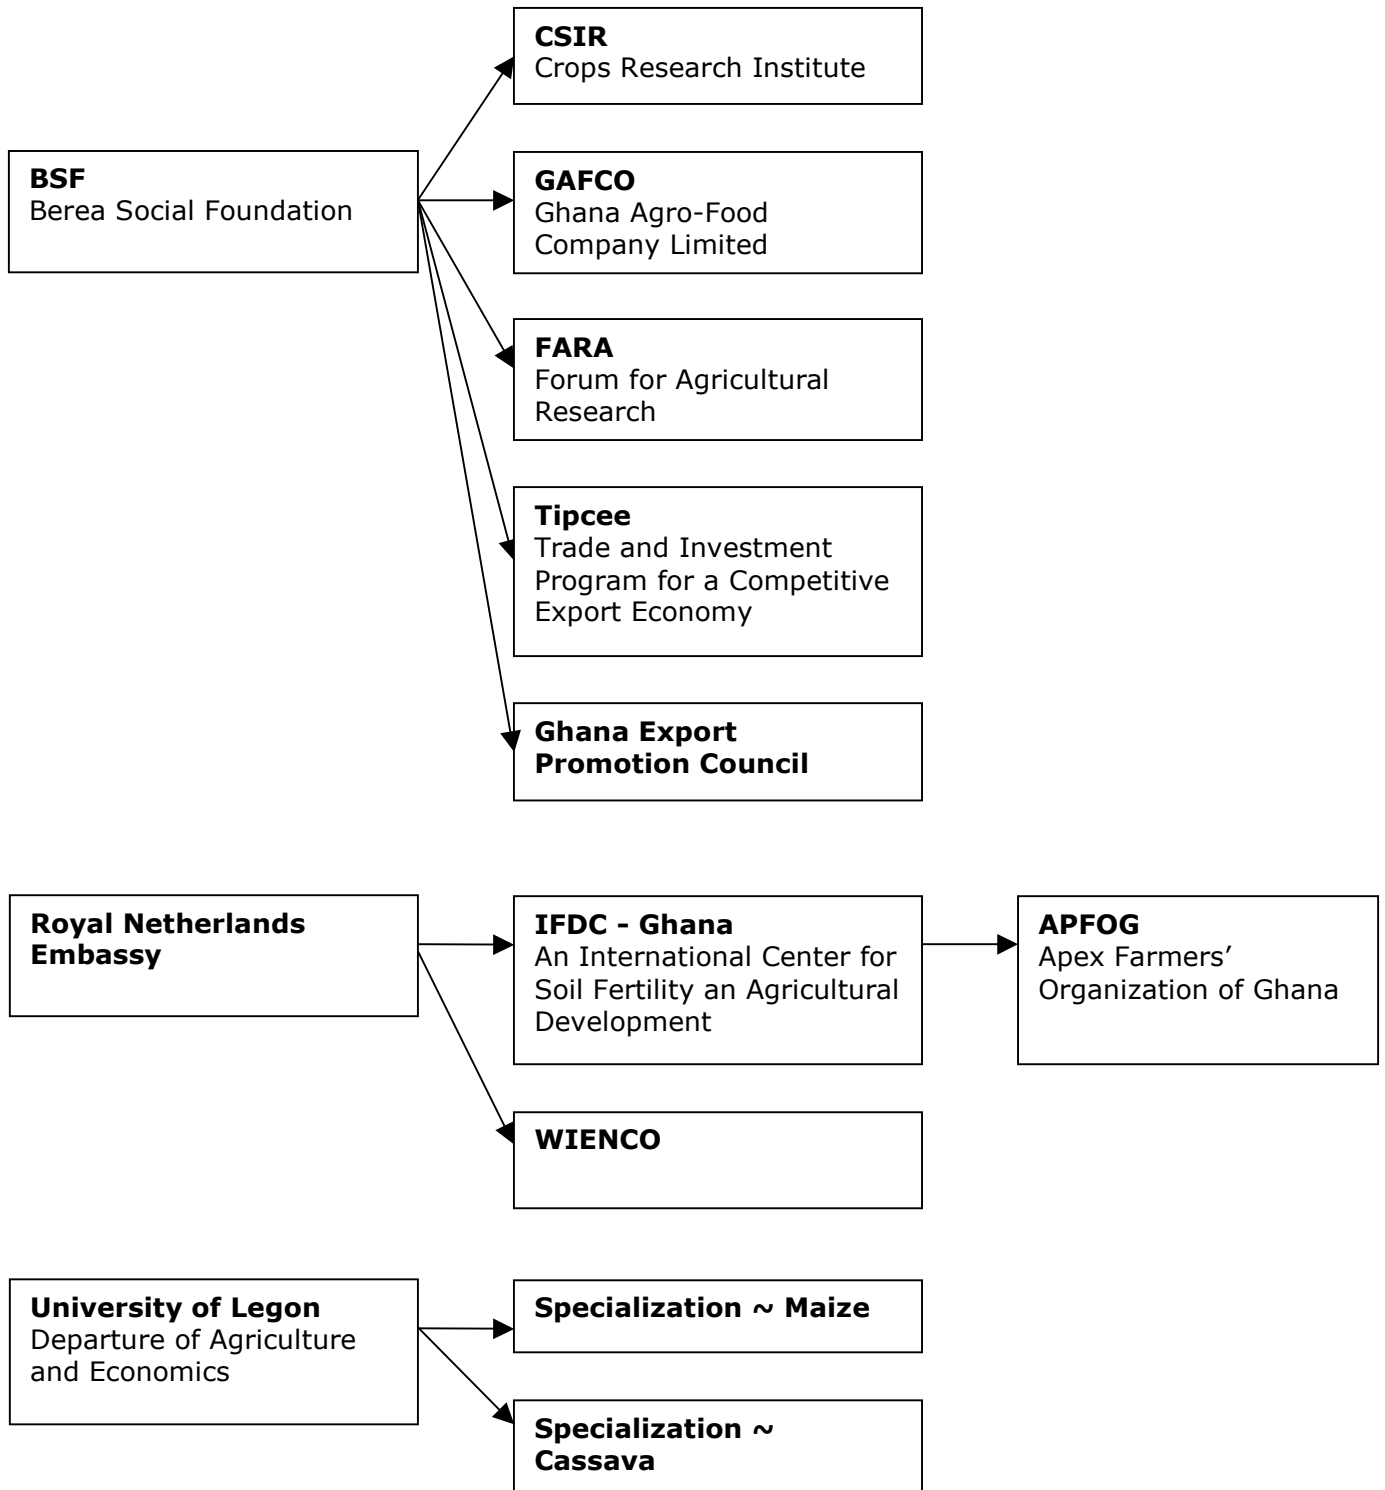 CSIR
Crops Research Institute
BSF
Berea Social Foundation
GAFCO
Ghana Agro-Food
Company Limited
FARA
Forum for Agricultural
Research
Tipcee
Trade and Investment
Program for a Competitive
Export Economy
Ghana Export
Promotion Council
Royal Netherlands
Embassy
IFDC - Ghana
An International Center for
Soil Fertility an Agricultural
Development
APFOG
Apex Farmers’
Organization of Ghana
WIENCO
University of Legon
Departure of Agriculture
and Economics
Specialization ~ Maize
Specialization ~
Cassava